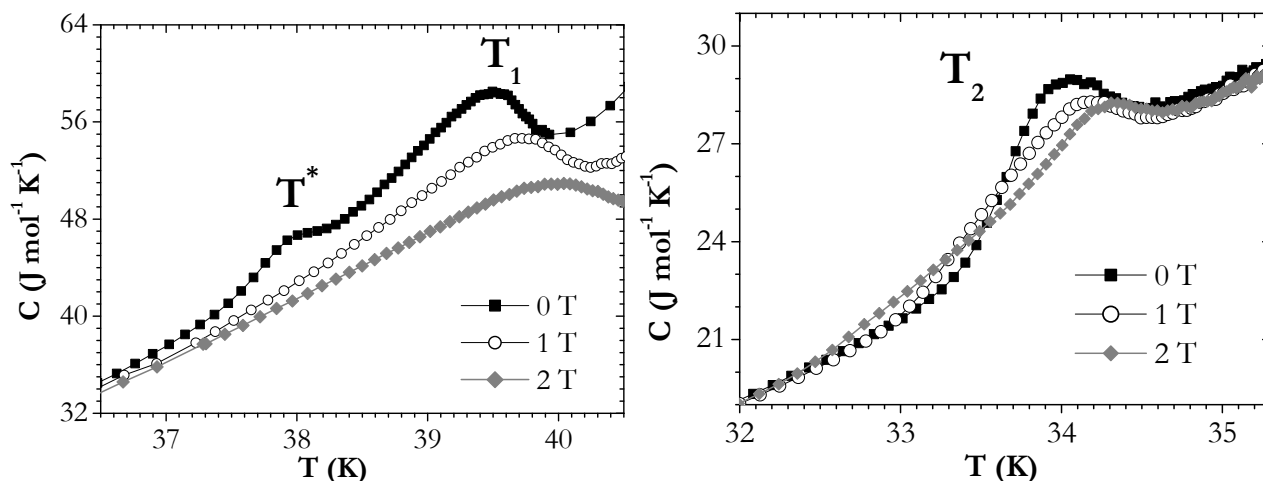 64
56
48
40
32
C (J mol⁻¹ K⁻¹)
T*
T₁
0 T
1 T
2 T
37 38 39 40
T (K)
30
27
24
21
C (J mol⁻¹ K⁻¹)
T₂
0 T
1 T
2 T
32 33 34 35
T (K)